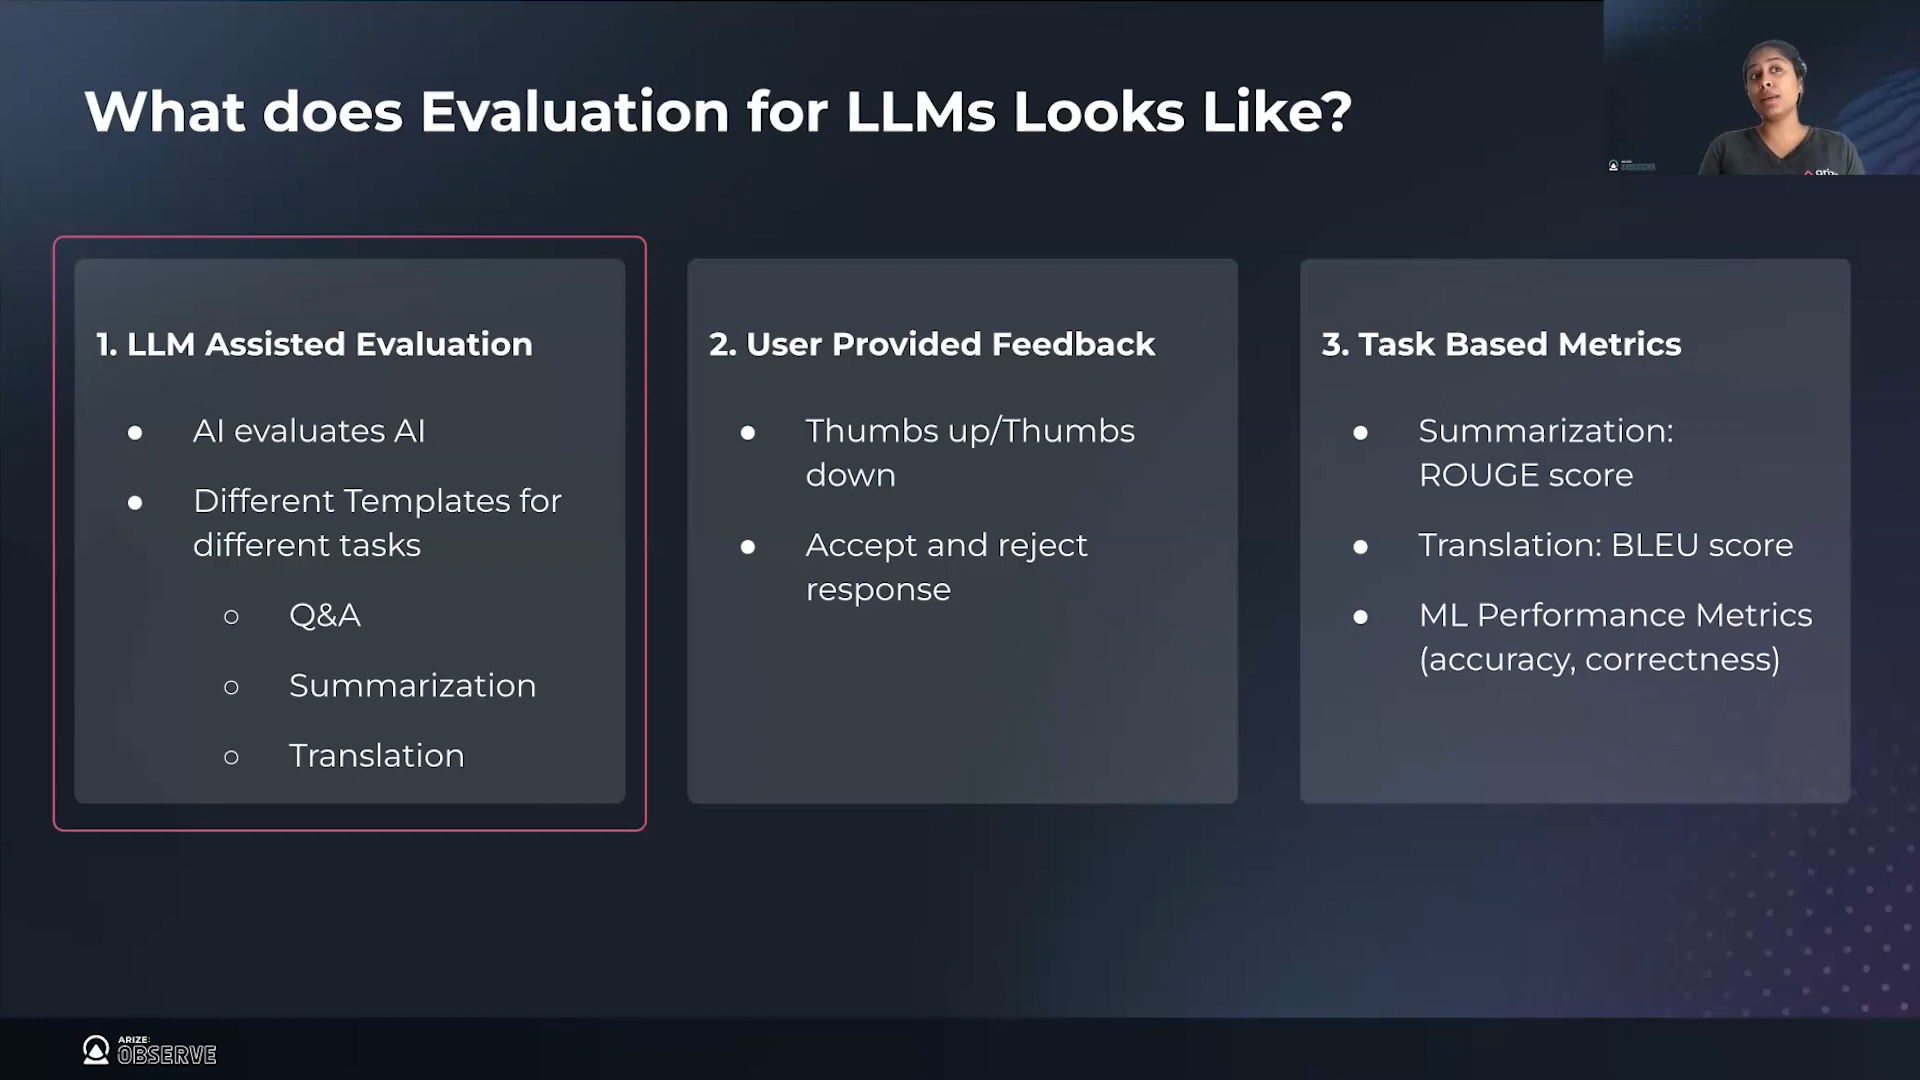 What does Evaluation for LLMs Looks Like?
1. LLM Assisted Evaluation
● AI evaluates AI
● Different Templates for
different tasks
○ Q&A
○ Summarization
○ Translation
2. User Provided Feedback
● Thumbs up/Thumbs
down
● Accept and reject
response
3. Task Based Metrics
● Summarization:
ROUGE score
● Translation: BLEU score
● ML Performance Metrics
(accuracy, correctness)
ARIZE:
OBSERVE